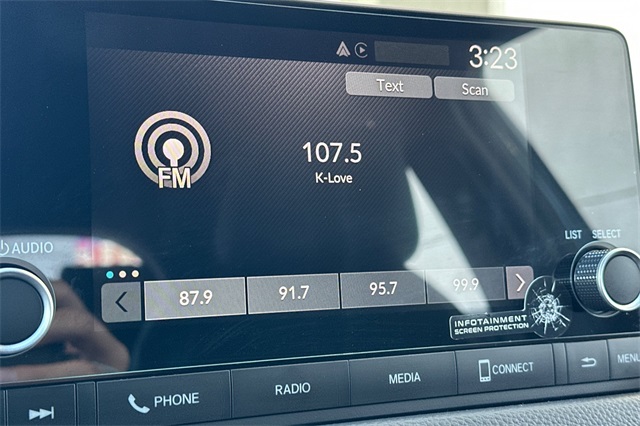 3:23
Text Scan
107.5
K-Love
FM
LIST SELECT
AUDIO
87.9 91.7 95.7 99.9
INFOTAINMENT
SCREEN PROTECTION
PHONE RADIO MEDIA CONNECT MENU